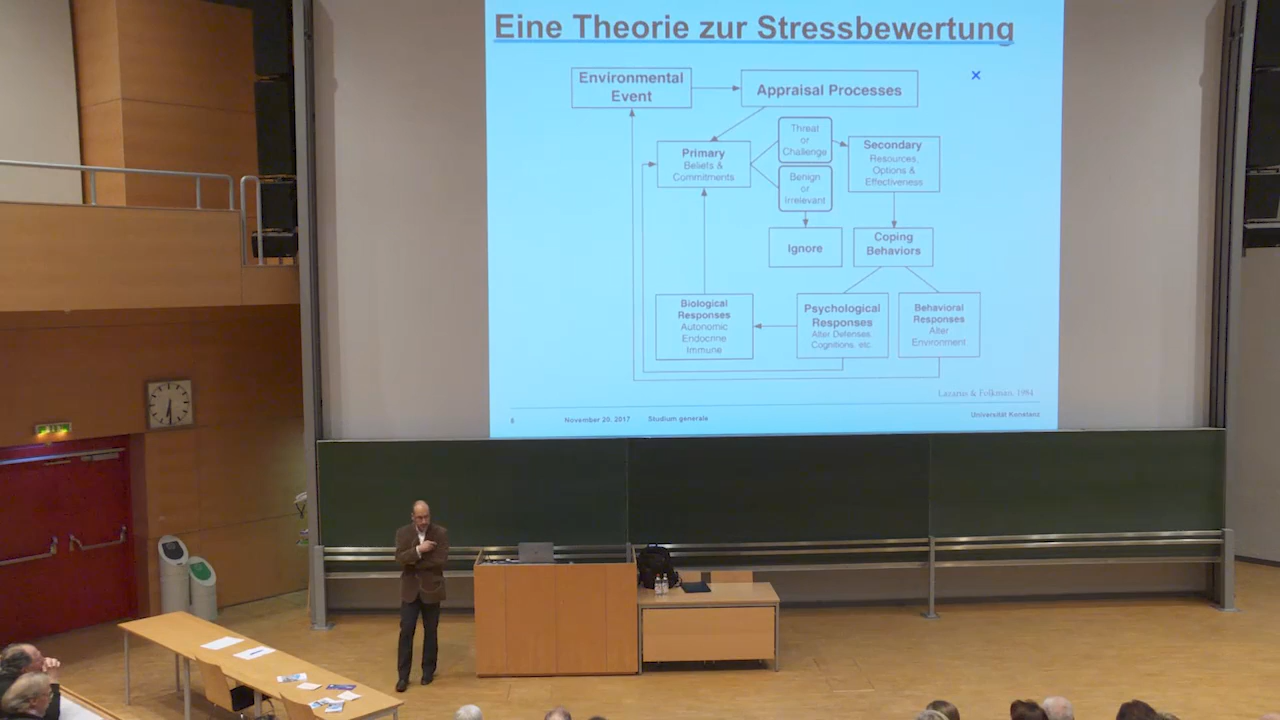 Eine Theorie zur Stressbewertung
Environmental
Event
Appraisal Processes
Threat
or
Challenge
Primary
Beliefs &
Commitments
Secondary
Resources,
Options &
Effectiveness
Benign
or
Irrelevant
Ignore
Coping
Behaviors
Biological
Responses
Autonomic
Endocrine
Immune
Psychological
Responses
Alter Defenses,
Cognitions, etc.
Behavioral
Responses
Alter
Environment
Lazarus & Folkman, 1984
6 November 20, 2017 Studium generale Universität Konstanz